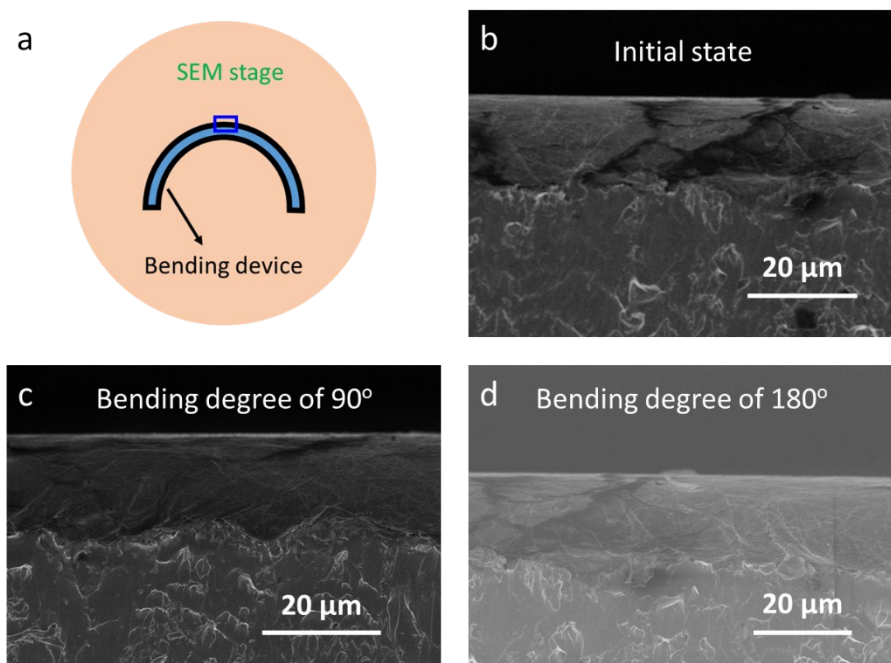 a
SEM stage
Bending device
b
Initial state
20 µm
c
Bending degree of 90°
20 µm
d
Bending degree of 180°
20 µm